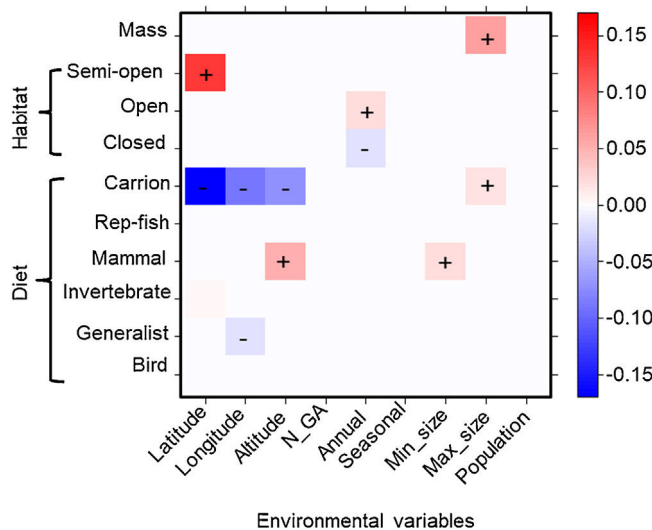 Mass
Semi-open
Open
Closed
Carrion
Rep-fish
Mammal
Invertebrate
Generalist
Bird
Habitat
Diet
+
+
+
-
- - - +
+ +
-
0.15
0.10
0.05
0.00
-0.05
-0.10
-0.15
Latitude
Longitude
Altitude
N_GA
Annual
Seasonal
Min_size
Max_size
Population
Environmental variables